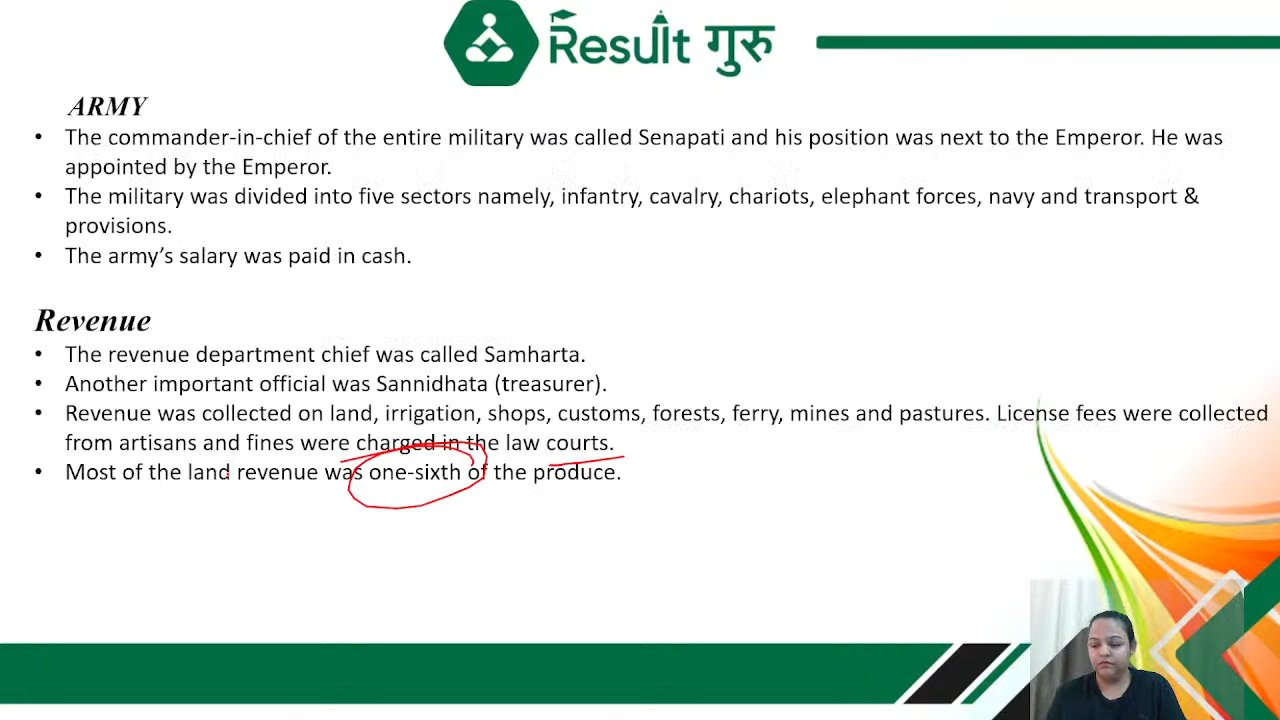 Result गुरु
ARMY
• The commander-in-chief of the entire military was called Senapati and his position was next to the Emperor. He was
appointed by the Emperor.
• The military was divided into five sectors namely, infantry, cavalry, chariots, elephant forces, navy and transport &
provisions.
• The army’s salary was paid in cash.
Revenue
• The revenue department chief was called Samharta.
• Another important official was Sannidhata (treasurer).
• Revenue was collected on land, irrigation, shops, customs, forests, ferry, mines and pastures. License fees were collected
from artisans and fines were charged in the law courts.
• Most of the land revenue was one-sixth of the produce.